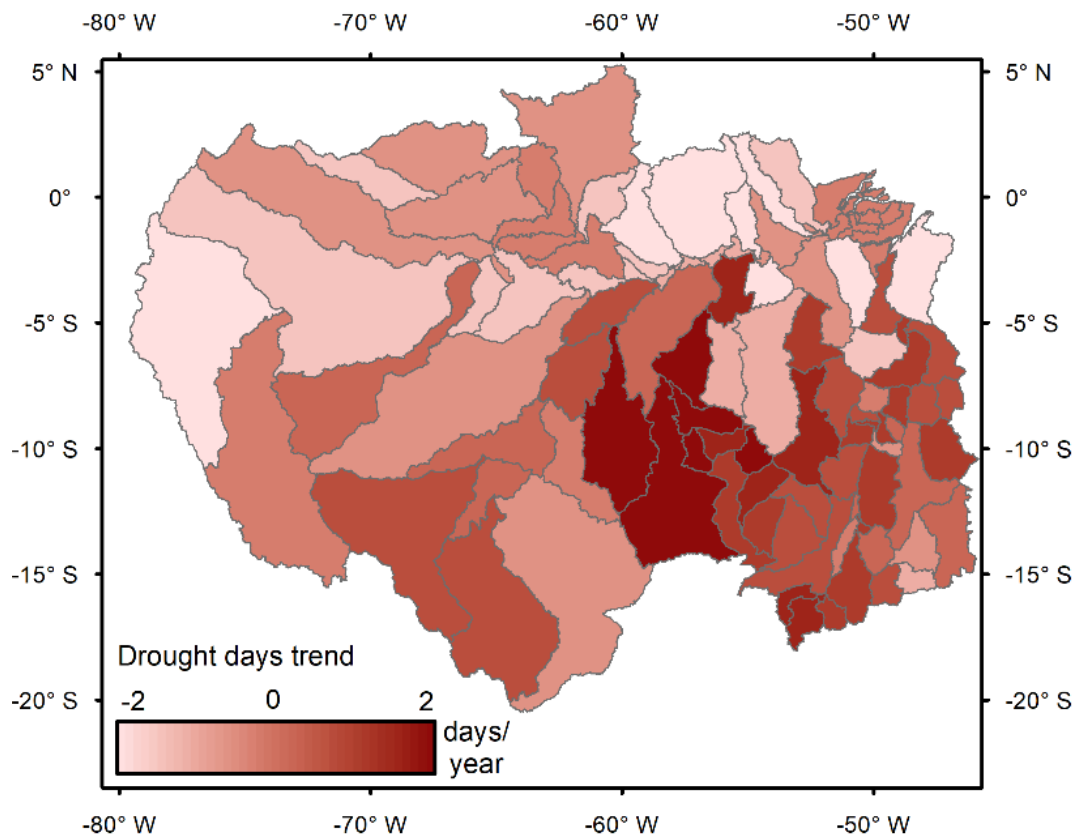 -80° W -70° W -60° W -50° W
5° N 5° N
0° 0°
-5° S -5° S
-10° S -10° S
-15° S -15° S
Drought days trend
-20° S -20° S
-2 0 2
days/
year
-80° W -70° W -60° W -50° W